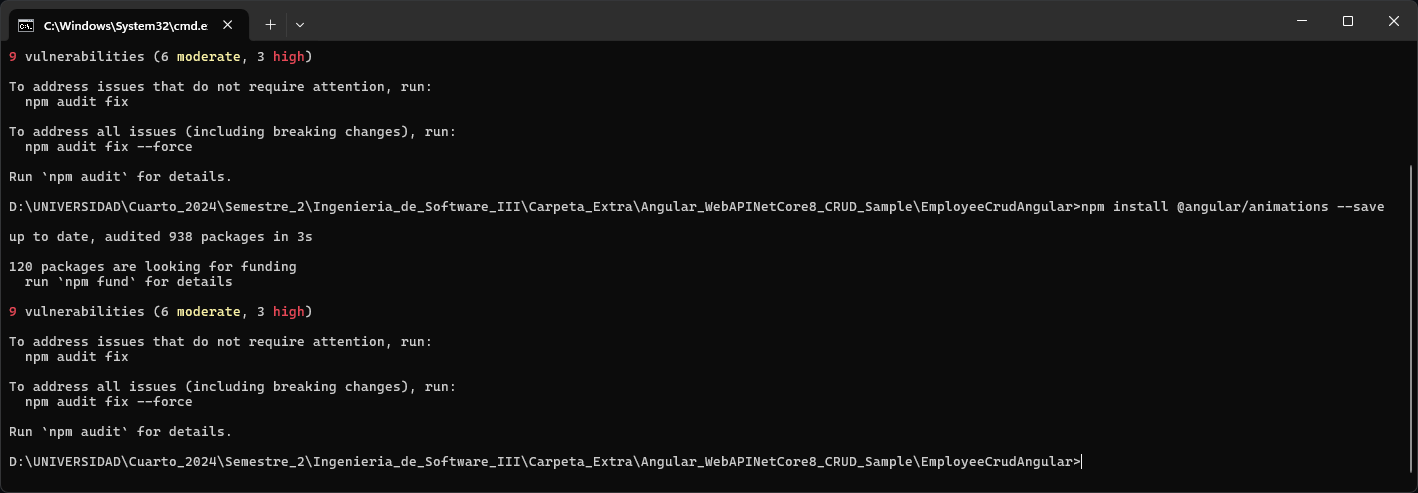 C:\Windows\System32\cmd.e
9 vulnerabilities (6 moderate, 3 high)
To address issues that do not require attention, run:
npm audit fix
To address all issues (including breaking changes), run:
npm audit fix --force
Run `npm audit` for details.
D:\UNIVERSIDAD\Cuarto_2024\Semestre_2\Ingenieria_de_Software_III\Carpeta_Extra\Angular_WebAPINetCore8_CRUD_Sample\EmployeeCrudAngular>npm install @angular/animations --save
up to date, audited 938 packages in 3s
120 packages are looking for funding
run `npm fund` for details
9 vulnerabilities (6 moderate, 3 high)
To address issues that do not require attention, run:
npm audit fix
To address all issues (including breaking changes), run:
npm audit fix --force
Run `npm audit` for details.
D:\UNIVERSIDAD\Cuarto_2024\Semestre_2\Ingenieria_de_Software_III\Carpeta_Extra\Angular_WebAPINetCore8_CRUD_Sample\EmployeeCrudAngular>